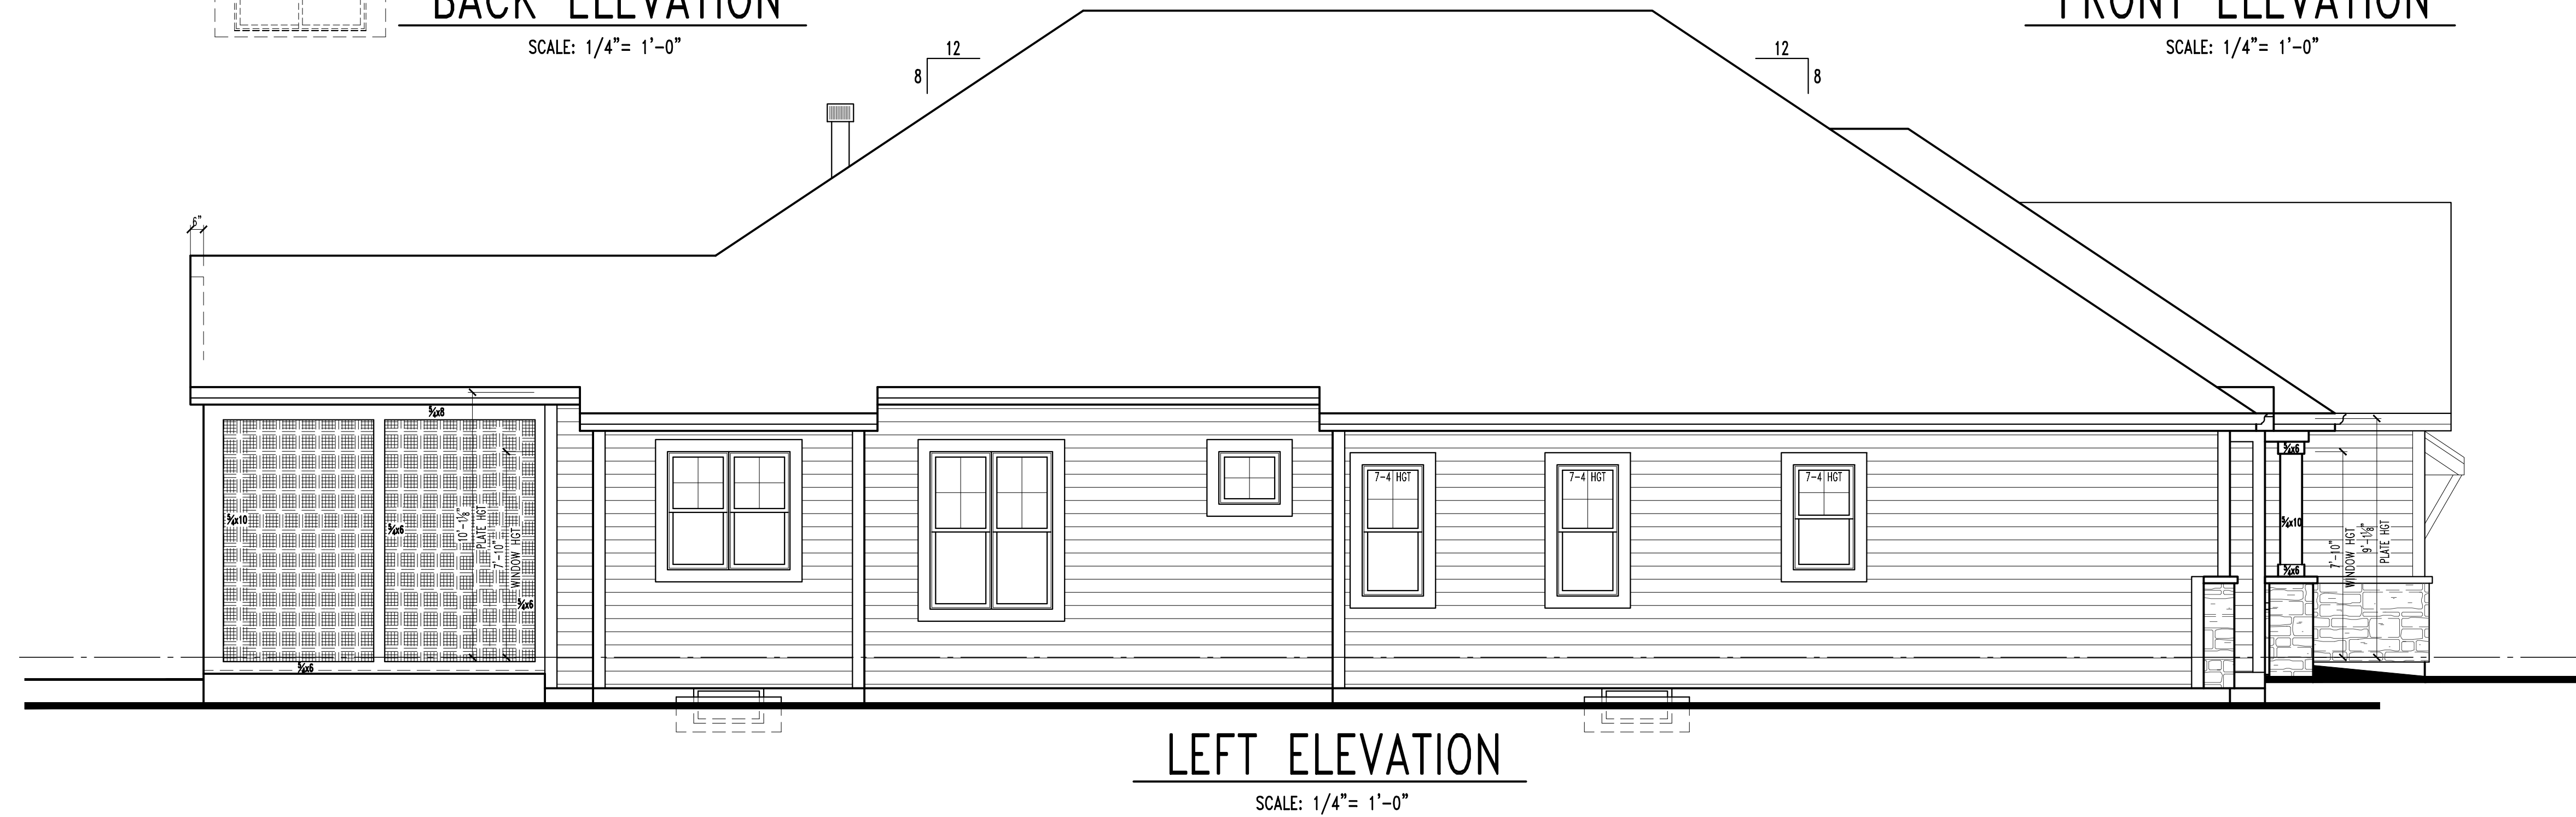 BACK ELEVATION
SCALE: 1/4"= 1'-0"
FRONT ELEVATION
SCALE: 1/4"= 1'-0"
12
8
12
8
6"
5/4x8
5/4x10
5/4x6
10'-1 1/8"
PLATE HGT
7'-10"
WINDOW HGT
5/4x6
5/4x6
7-4 HGT
7-4 HGT
7-4 HGT
5/4x6
5/4x10
5/4x6
7'-10"
WINDOW HGT
9'-1 1/8"
PLATE HGT
LEFT ELEVATION
SCALE: 1/4"= 1'-0"